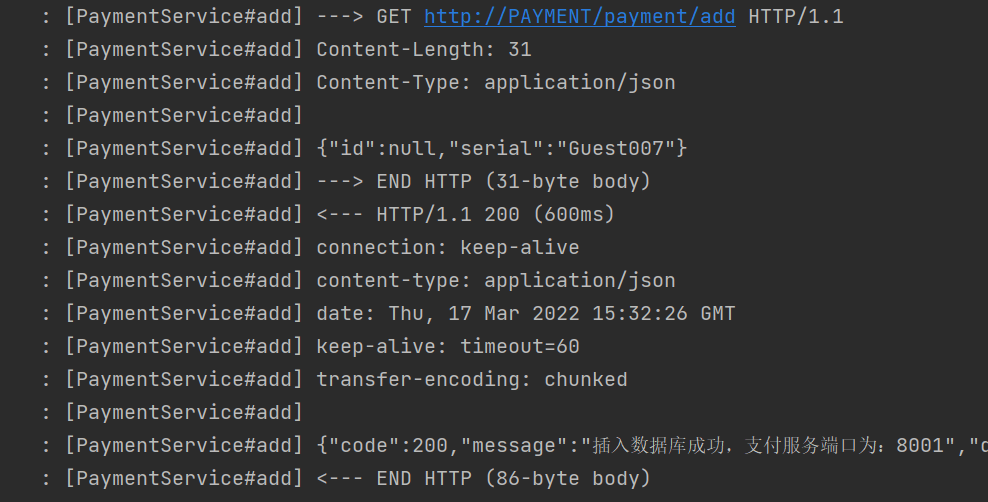 : [PaymentService#add] ---> GET http://PAYMENT/payment/add HTTP/1.1
: [PaymentService#add] Content-Length: 31
: [PaymentService#add] Content-Type: application/json
: [PaymentService#add]
: [PaymentService#add] {"id":null,"serial":"Guest007"}
: [PaymentService#add] ---> END HTTP (31-byte body)
: [PaymentService#add] <--- HTTP/1.1 200 (600ms)
: [PaymentService#add] connection: keep-alive
: [PaymentService#add] content-type: application/json
: [PaymentService#add] date: Thu, 17 Mar 2022 15:32:26 GMT
: [PaymentService#add] keep-alive: timeout=60
: [PaymentService#add] transfer-encoding: chunked
: [PaymentService#add]
: [PaymentService#add] {"code":200,"message":"插入数据库成功，支付服务端口为：8001","d
: [PaymentService#add] <--- END HTTP (86-byte body)